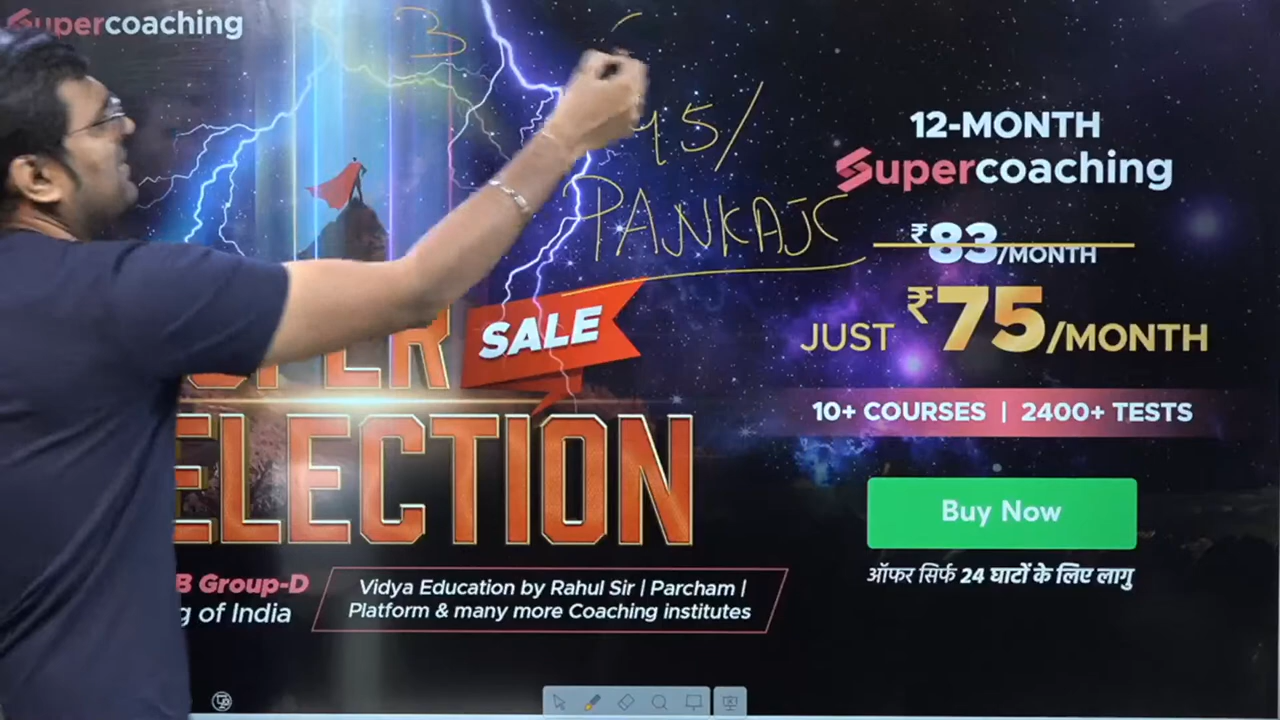 Supercoaching
3
45/
PANKAJC
12-MONTH
Supercoaching
₹83/MONTH
JUST ₹75/MONTH
SALE
ELECTION
10+ COURSES | 2400+ TESTS
Buy Now
ऑफर सिर्फ 24 घाटों के लिए लागु
B Group-D
g of India
Vidya Education by Rahul Sir | Parcham |
Platform & many more Coaching institutes